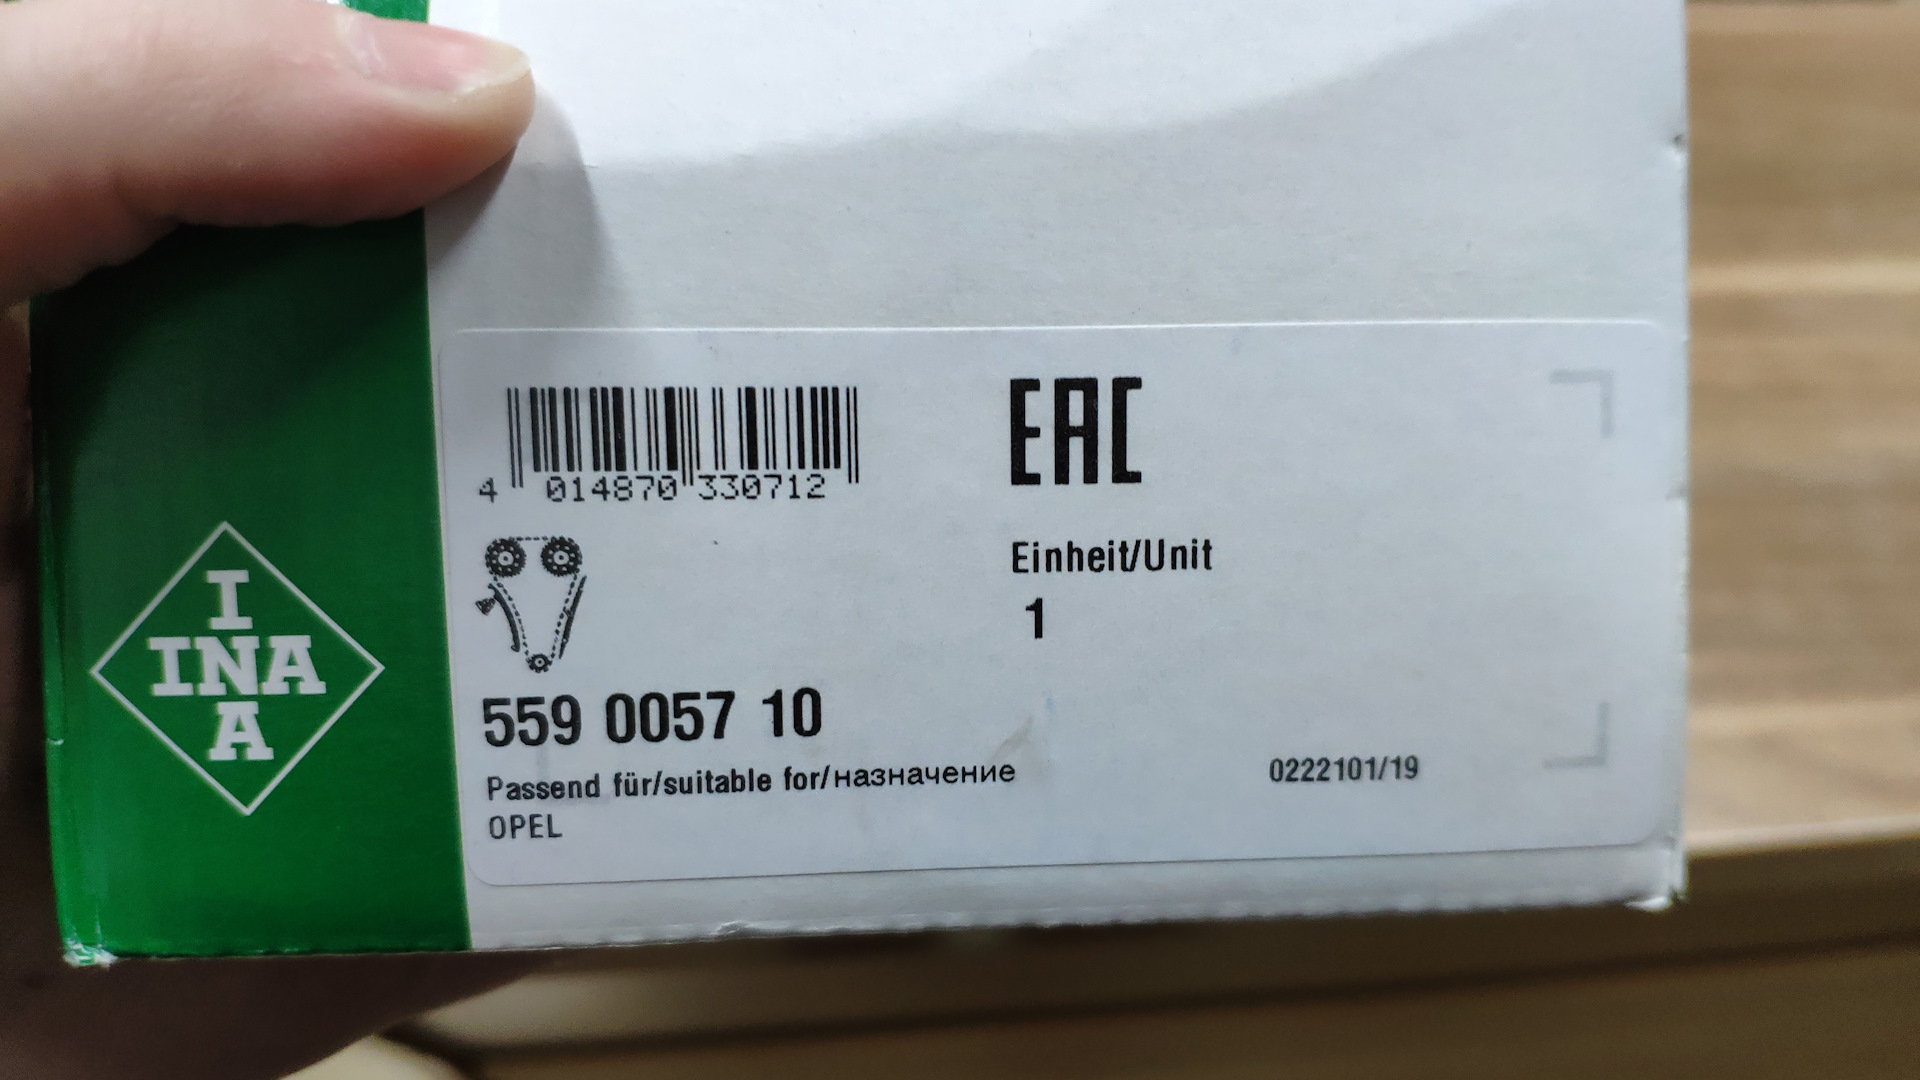 4 014870 330712
EAC
Einheit/Unit
1
559 0057 10
Passend für/suitable for/назначение
OPEL
0222101/19
I
INA
A